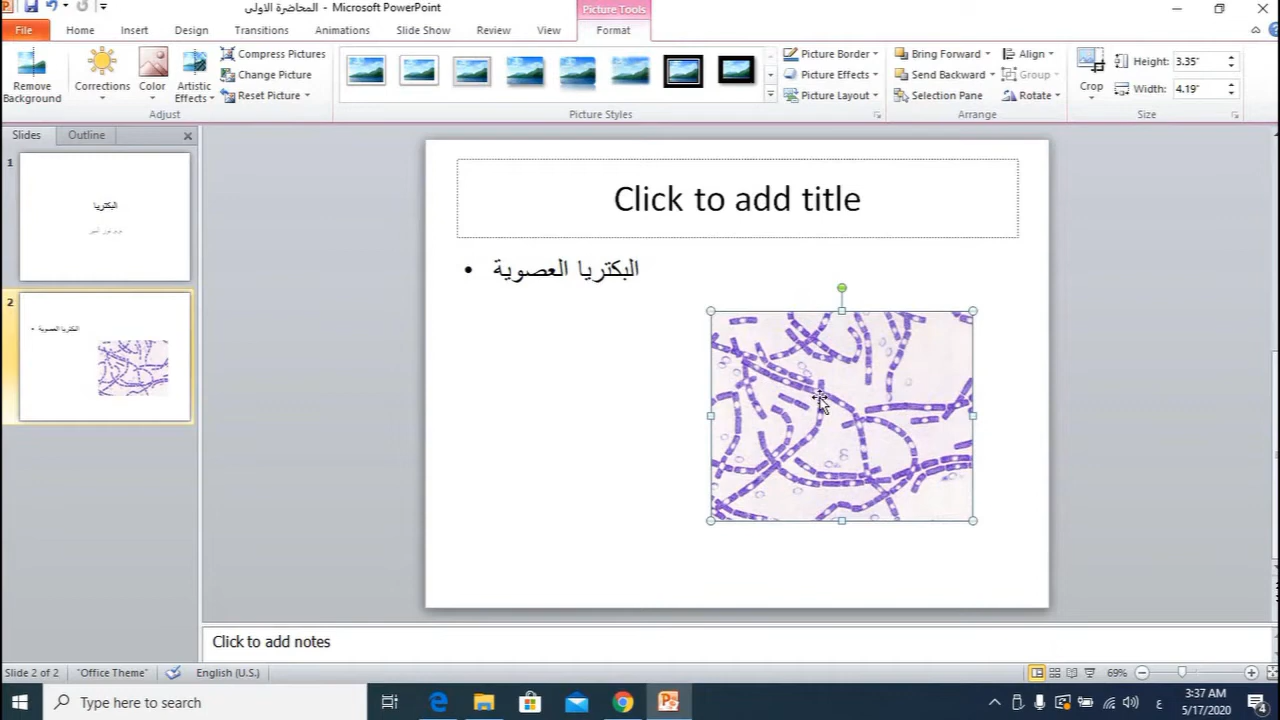 المحاضرة الاولى - Microsoft PowerPoint
Picture Tools
File Home Insert Design Transitions Animations Slide Show Review View Format
Remove Background
Corrections
Color
Artistic Effects
Compress Pictures
Change Picture
Reset Picture
Adjust
Picture Styles
Picture Border
Picture Effects
Picture Layout
Bring Forward
Send Backward
Selection Pane
Align
Group
Rotate
Arrange
Crop
Height: 3.35"
Width: 4.19"
Size
Slides Outline
1
البكتريا
2
• البكتريا العصوية
Click to add title
• البكتريا العصوية
Click to add notes
Slide 2 of 2 "Office Theme" English (U.S.) 69%
Type here to search
ع
3:37 AM
5/17/2020
4